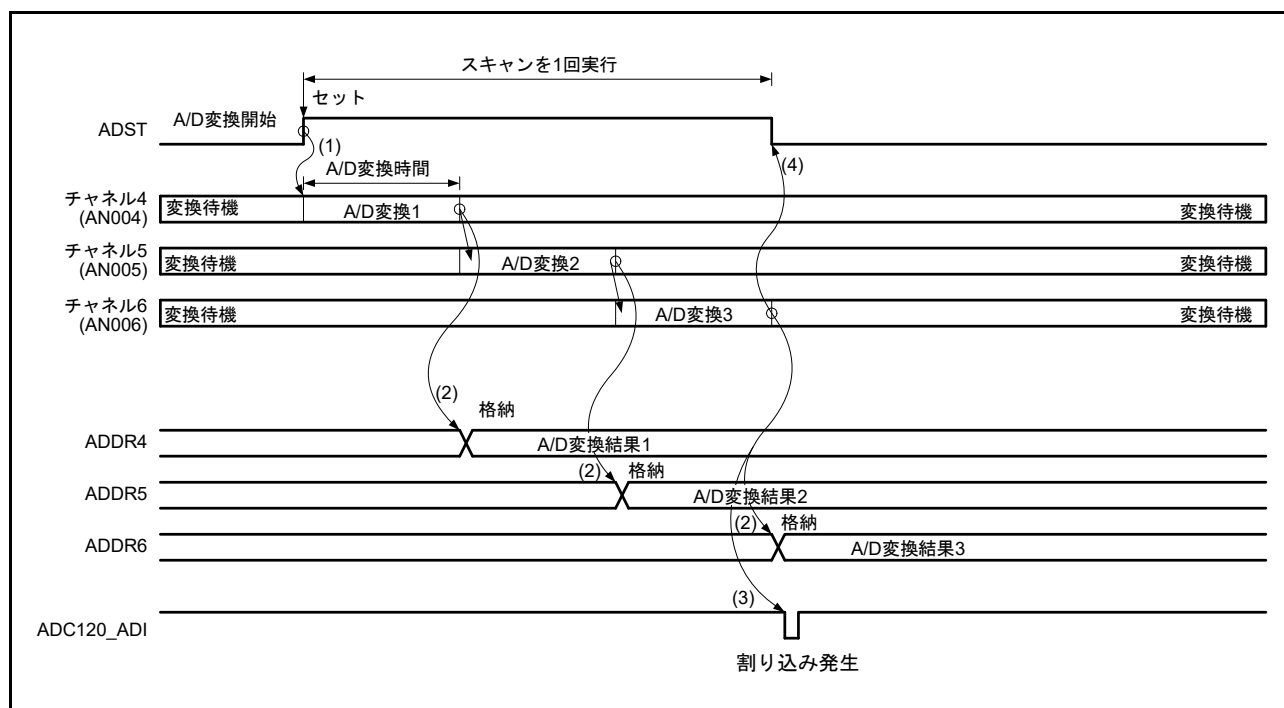 スキャンを1回実行
セット
ADST
A/D変換開始
(1)
(4)
A/D変換時間
チャネル4
(AN004)
変換待機
A/D変換1
変換待機
チャネル5
(AN005)
変換待機
A/D変換2
変換待機
チャネル6
(AN006)
変換待機
A/D変換3
変換待機
(2)
格納
ADDR4
A/D変換結果1
(2)
格納
ADDR5
A/D変換結果2
(2)
格納
ADDR6
A/D変換結果3
(3)
ADC120_ADI
割り込み発生